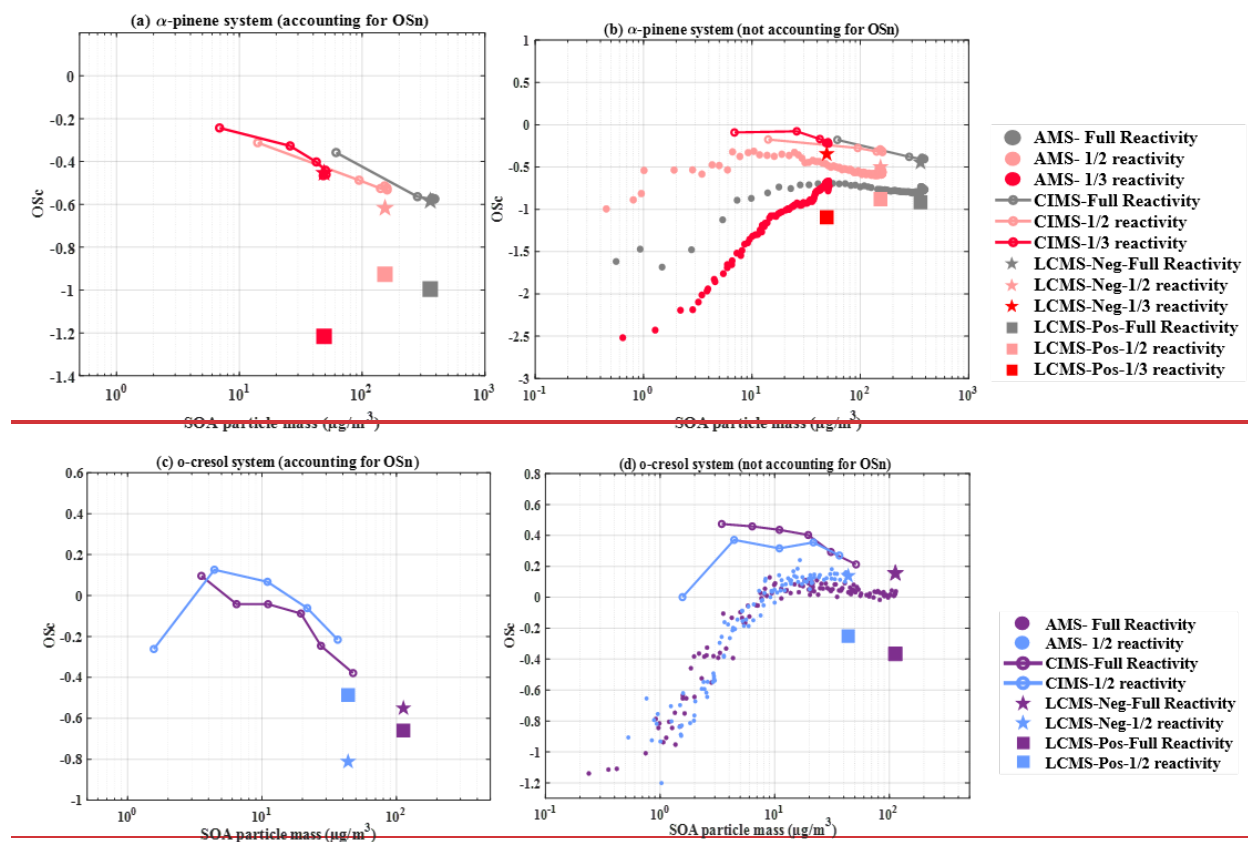 (a) α-pinene system (accounting for OSn)
0
-0.2
-0.4
-0.6
-0.8
-1
-1.2
-1.4
OSc
10⁰
10¹
10²
10³
SOA particle mass (μg/m³)
(b) α-pinene system (not accounting for OSn)
1
0.5
0
-0.5
-1
-1.5
-2
-2.5
-3
OSc
10⁻¹
10⁰
10¹
10²
10³
SOA particle mass (μg/m³)
AMS- Full Reactivity
AMS- 1/2 reactivity
AMS- 1/3 reactivity
CIMS-Full Reactivity
CIMS-1/2 reactivity
CIMS-1/3 reactivity
LCMS-Neg-Full Reactivity
LCMS-Neg-1/2 reactivity
LCMS-Neg-1/3 reactivity
LCMS-Pos-Full Reactivity
LCMS-Pos-1/2 reactivity
LCMS-Pos-1/3 reactivity
(c) o-cresol system (accounting for OSn)
0.6
0.4
0.2
0
-0.2
-0.4
-0.6
-0.8
-1
OSc
10⁰
10¹
10²
SOA particle mass (μg/m³)
(d) o-cresol system (not accounting for OSn)
0.8
0.6
0.4
0.2
0
-0.2
-0.4
-0.6
-0.8
-1
-1.2
OSc
10⁻¹
10⁰
10¹
10²
SOA particle mass (μg/m³)
AMS- Full Reactivity
AMS- 1/2 reactivity
CIMS-Full Reactivity
CIMS-1/2 reactivity
LCMS-Neg-Full Reactivity
LCMS-Neg-1/2 reactivity
LCMS-Pos-Full Reactivity
LCMS-Pos-1/2 reactivity